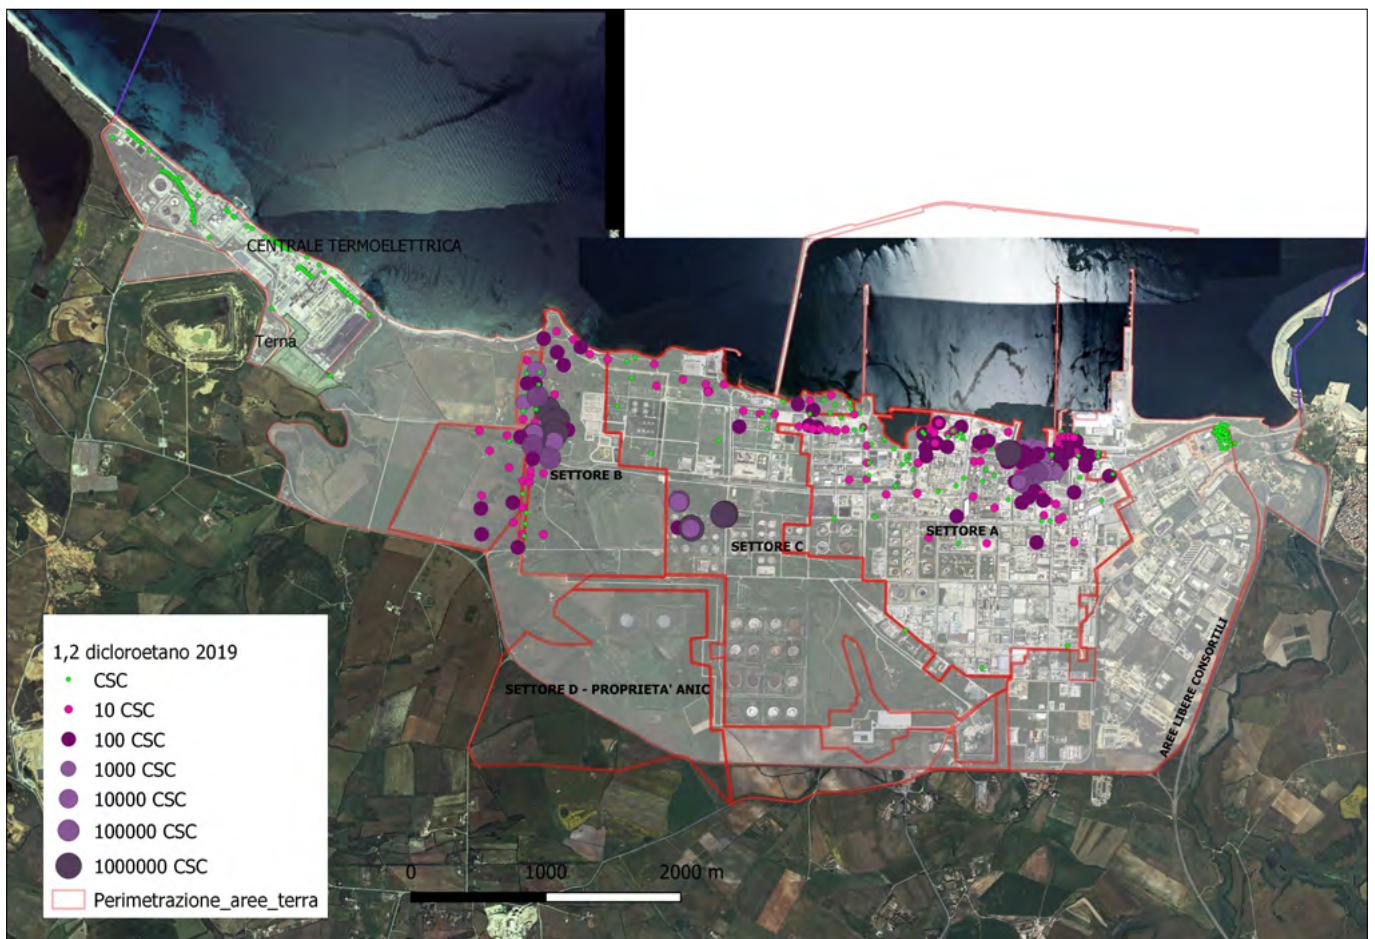 CENTRALE TERMOELETTRICA
Terna
SETTORE B
SETTORE A
SETTORE C
SETTORE D - PROPRIETA' ANIC
AREE LIBERE CONSORTILI
1,2 dicloroetano 2019
CSC
10 CSC
100 CSC
1000 CSC
10000 CSC
100000 CSC
1000000 CSC
Perimetrazione_aree_terra
0 1000 2000 m